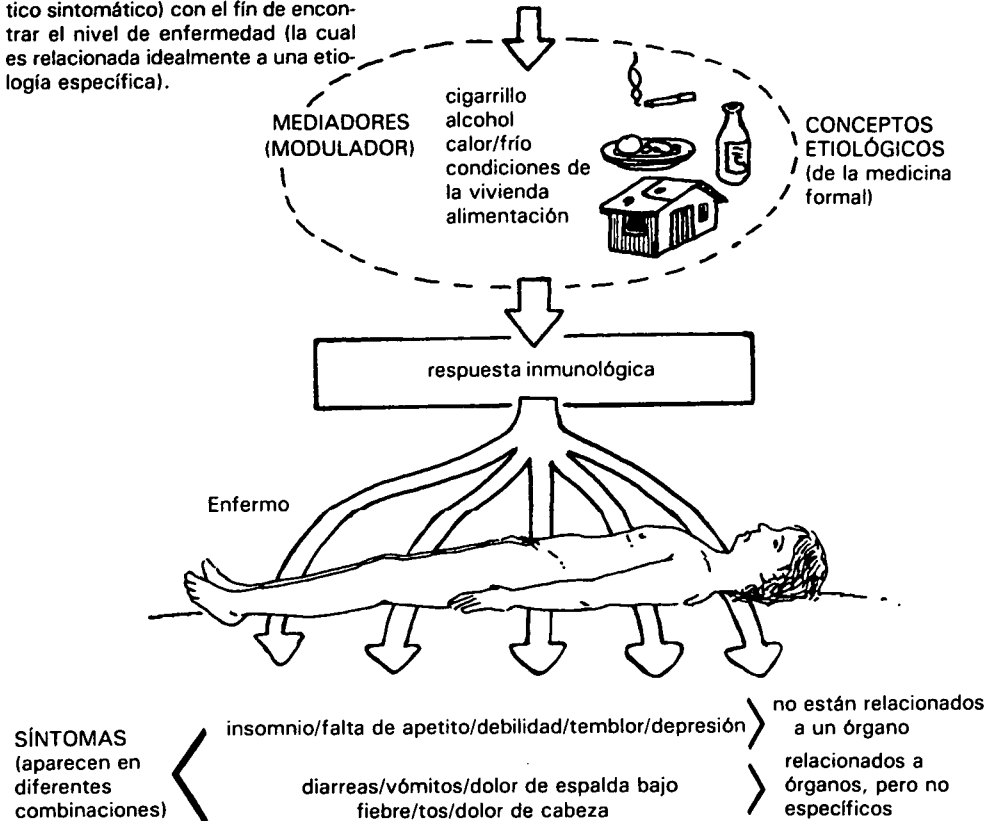 tico sintomático) con el fín de encon-
trar el nivel de enfermedad (la cual
es relacionada idealmente a una etio-
logía específica).
MEDIADORES
(MODULADOR)
cigarrillo
alcohol
calor/frío
condiciones de
la vivienda
alimentación
CONCEPTOS
ETIOLÓGICOS
(de la medicina
formal)
respuesta inmunológica
Enfermo
SÍNTOMAS
(aparecen en
diferentes
combinaciones)
insomnio/falta de apetito/debilidad/temblor/depresión
no están relacionados
a un órgano
diarreas/vómitos/dolor de espalda bajo
fiebre/tos/dolor de cabeza
relacionados a
órganos, pero no
específicos